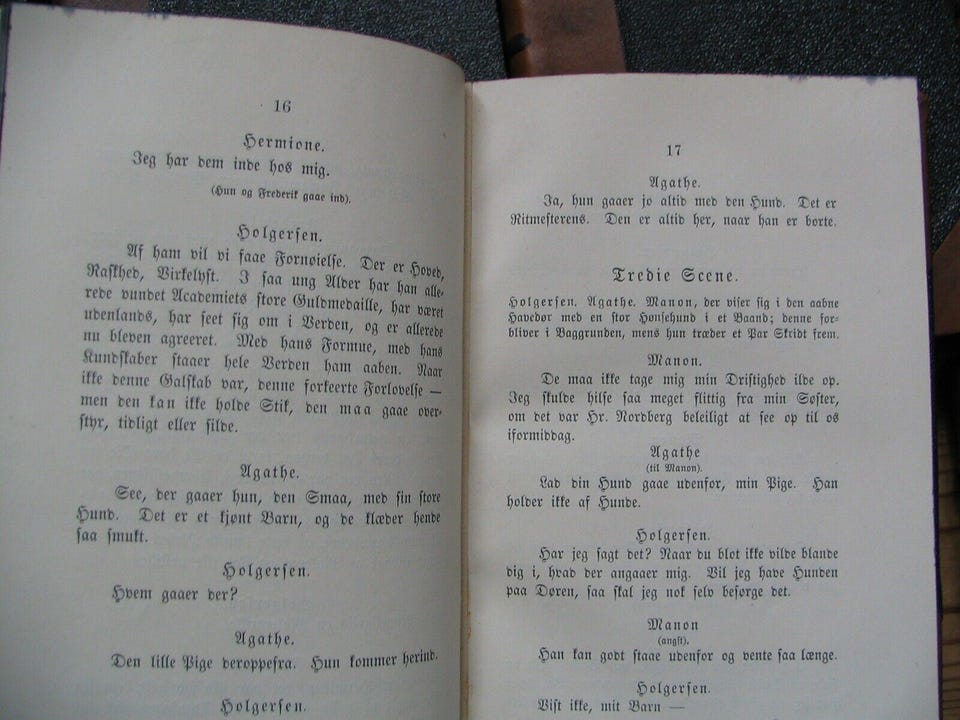 16
Hermione.
Jeg har dem inde hos mig.
(Hun og Frederik gaae ind).
Holgersen.
Af ham vil vi faae Fornøielse. Der er Hoved,
Raskhed, Virkelyst. I saa ung Alder har han alle-
rede vundet Academiets store Guldmedaille, har været
udenlands, har seet sig om i Verden, og er allerede
nu bleven agreeret. Med hans Formue, med hans
Kundskaber staaer hele Verden ham aaben. Naar
ikke denne Galskab var, denne forkeerte Forlovelse —
men den kan ikke holde Stik, den maa gaae over-
styr, tidligt eller silde.
Agathe.
See, der gaaer hun, den Smaa, med sin store
Hund. Det er et kjønt Barn, og de klæder hende
saa smukt.
Holgersen.
Hvem gaaer der?
Agathe.
Den lille Pige deroppefra. Hun kommer herind.
Holgersen.
17
Agathe.
Ja, hun gaaer jo altid med den Hund. Det er
Ritmesterens. Den er altid her, naar han er borte.
Tredie Scene.
Holgersen. Agathe. Manon, der viser sig i den aabne
Havedør med en stor Hønsehund i et Baand; denne for-
bliver i Baggrunden, mens hun træder et Par Skridt frem.
Manon.
De maa ikke tage mig min Dristighed ilde op.
Jeg skulde hilse saa meget flittig fra min Søster,
om det var Hr. Nordberg beleiligt at see op til os
iformiddag.
Agathe
(til Manon).
Lad din Hund gaae udenfor, min Pige. Han
holder ikke af Hunde.
Holgersen.
Har jeg sagt det? Naar du blot ikke vilde blande
dig i, hvad der angaaer mig. Vil jeg have Hunden
paa Døren, saa skal jeg nok selv besørge det.
Manon
(angst).
Han kan godt staae udenfor og vente saa længe.
Holgersen.
Vist ikke, mit Barn —